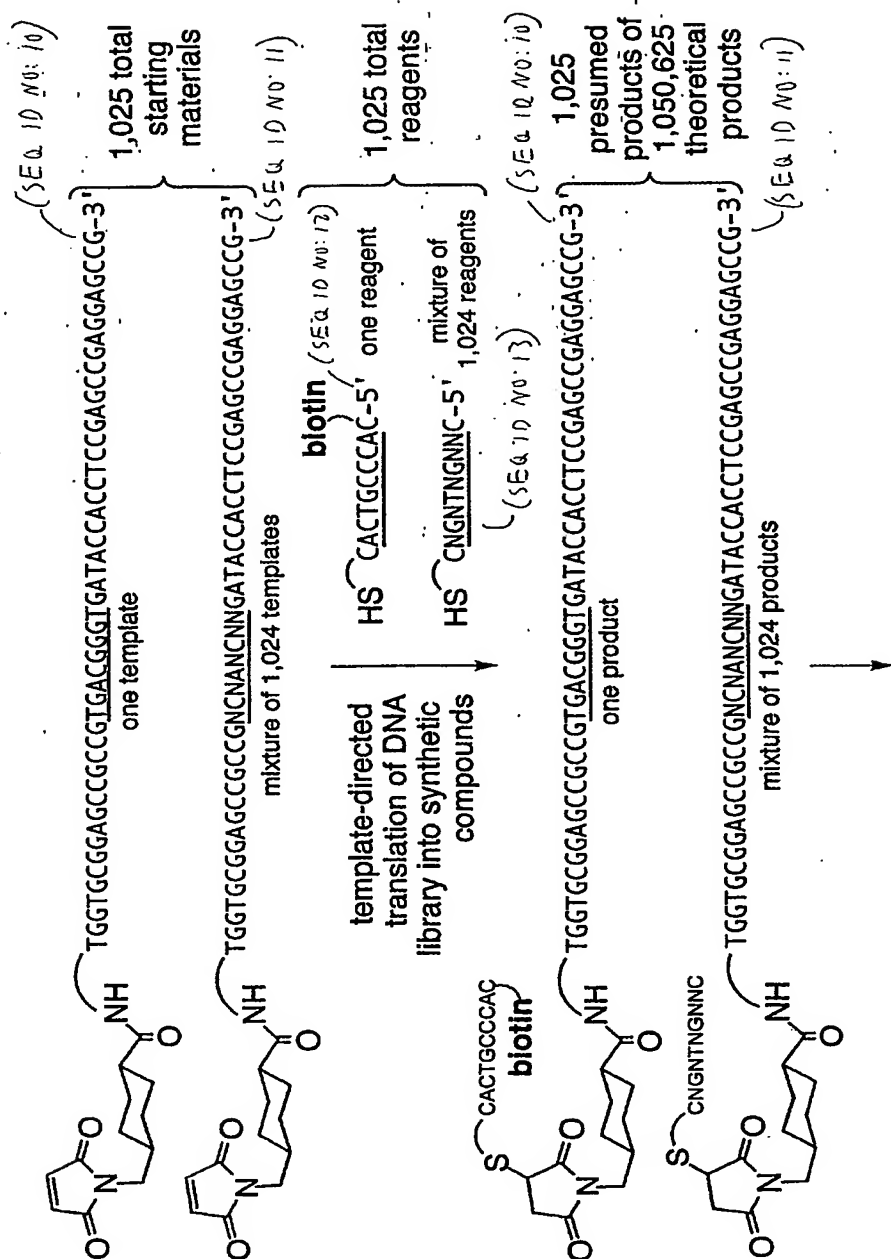 (SEQ ID NO: 10)
TGGTGCGGAGCCGCCGTGACGGGTGATACCACCTCCGAGCCGAGGAGCCG-3'
one template
1,025 total
starting
materials
TGGTGCGGAGCCGCCGNCNANCNNGATACCACCTCCGAGCCGAGGAGCCG-3'
mixture of 1,024 templates
(SEQ ID NO: 11)
O
O
N
O
NH
O
O
N
O
NH
template-directed
translation of DNA
library into synthetic
compounds
biotin
(SEQ ID NO: 12)
HS
CACTGCCCAC-5'
one reagent
HS
CNGNTNGNNC-5'
mixture of
1,024 reagents
(SEQ ID NO: 13)
1,025 total
reagents
S
CACTGCCCAC
biotin
O
O
N
O
NH
TGGTGCGGAGCCGCCGTGACGGGTGATACCACCTCCGAGCCGAGGAGCCG-3'
(SEQ ID NO: 10)
one product
S
CNGNTNGNNC
O
O
N
O
NH
TGGTGCGGAGCCGCCGNCNANCNNGATACCACCTCCGAGCCGAGGAGCCG-3'
mixture of 1,024 products
(SEQ ID NO: 11)
1,025
presumed
products of
1,050,625
theoretical
products